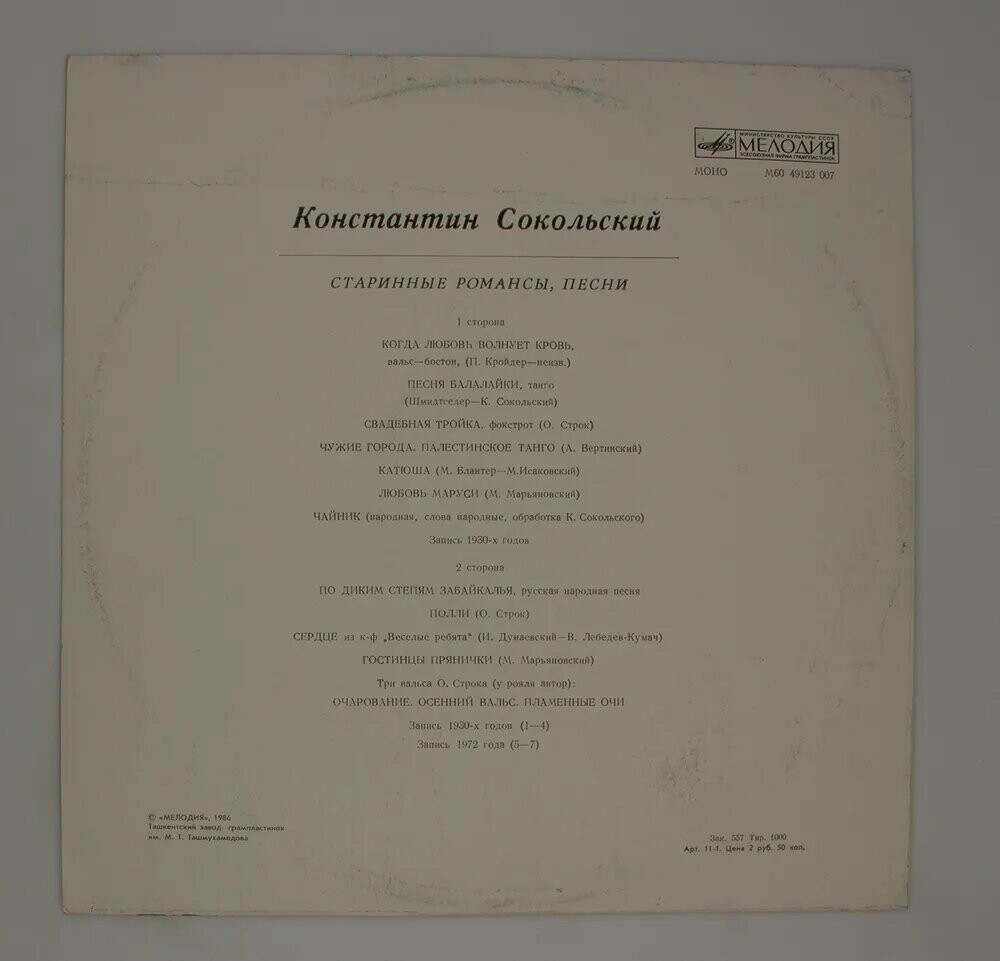 МИНИСТЕРСТВО КУЛЬТУРЫ СССР
МЕЛОДИЯ
ВСЕСОЮЗНАЯ ФИРМА ГРАМПЛАСТИНОК
МОНО М60 49123 007
Константин Сокольский
СТАРИННЫЕ РОМАНСЫ, ПЕСНИ
1 сторона
КОГДА ЛЮБОВЬ ВОЛНУЕТ КРОВЬ,
вальс—бостон, (П. Кройдер—неизв.)
ПЕСНЯ БАЛАЛАЙКИ, танго
(Шмидтседер—К. Сокольский)
СВАДЕБНАЯ ТРОЙКА, фокстрот (О. Строк)
ЧУЖИЕ ГОРОДА. ПАЛЕСТИНСКОЕ ТАНГО (А. Вертинский)
КАТЮША (М. Блантер—М.Исаковский)
ЛЮБОВЬ МАРУСИ (М. Марьяновский)
ЧАЙНИК (народная, слова народные, обработка К. Сокольского)
Запись 1930-х годов
2 сторона
ПО ДИКИМ СТЕПЯМ ЗАБАЙКАЛЬЯ, русская народная песня
ПОЛЛИ (О. Строк)
СЕРДЦЕ из к-ф „Веселые ребята" (И. Дунаевский—В. Лебедев-Кумач)
ГОСТИНЦЫ ПРЯНИЧКИ (М. Марьяновский)
Три вальса О. Строка (у рояля автор):
ОЧАРОВАНИЕ. ОСЕННИЙ ВАЛЬС. ПЛАМЕННЫЕ ОЧИ
Запись 1930-х годов (1—4)
Запись 1972 года (5—7)
© «МЕЛОДИЯ», 1986
Ташкентский завод грампластинок
им. М. Т. Ташмухамедова
Зак. 557 Тир. 1000
Арт. 11-1. Цена 2 руб. 50 коп.